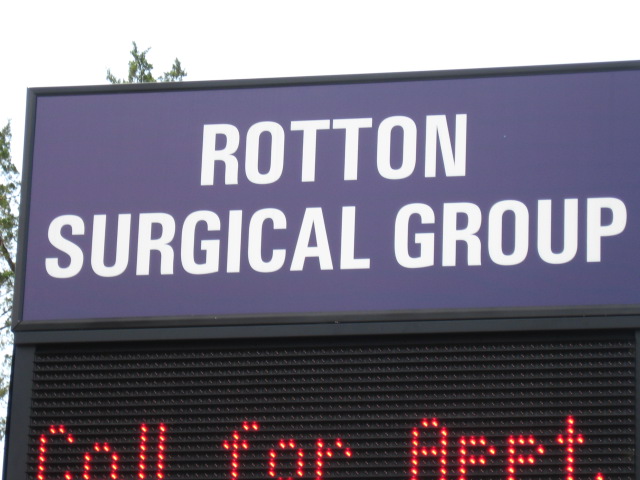 ROTTON
SURGICAL GROUP
Call for Appt.